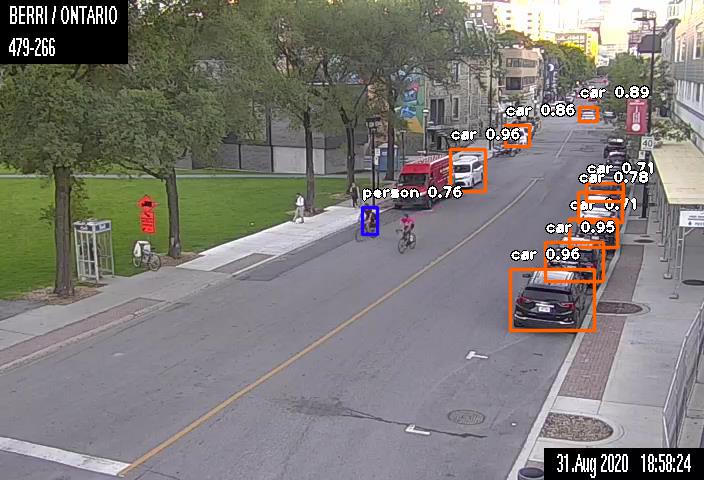 BERRI / ONTARIO
479-266
car 0.89
car 0.86
car 0.96
car 0.71
car 0.78
person 0.76
car 0.71
car 0.95
car 0.96
40
31.Aug 2020 18:58:24